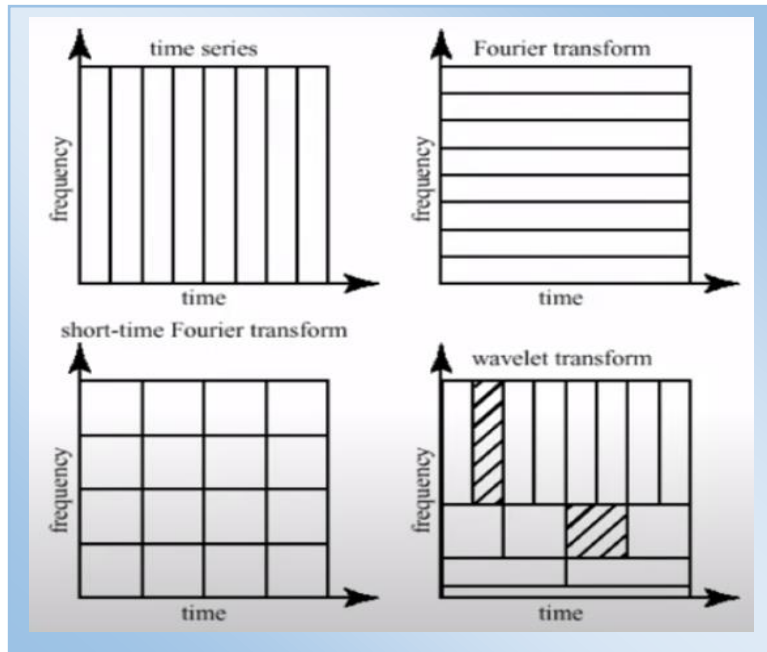 time series
frequency
time
Fourier transform
frequency
time
short-time Fourier transform
frequency
time
wavelet transform
frequency
time